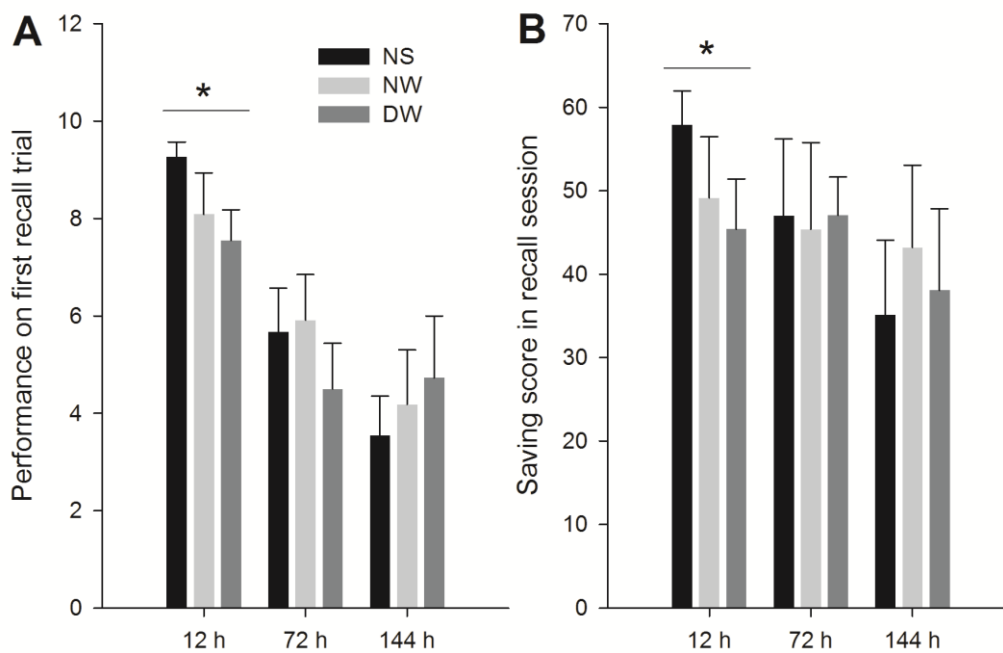 A
Performance on first recall trial
12
10
8
6
4
2
0
*
NS
NW
DW
12 h 72 h 144 h
B
Saving score in recall session
70
60
50
40
30
20
10
0
*
12 h 72 h 144 h